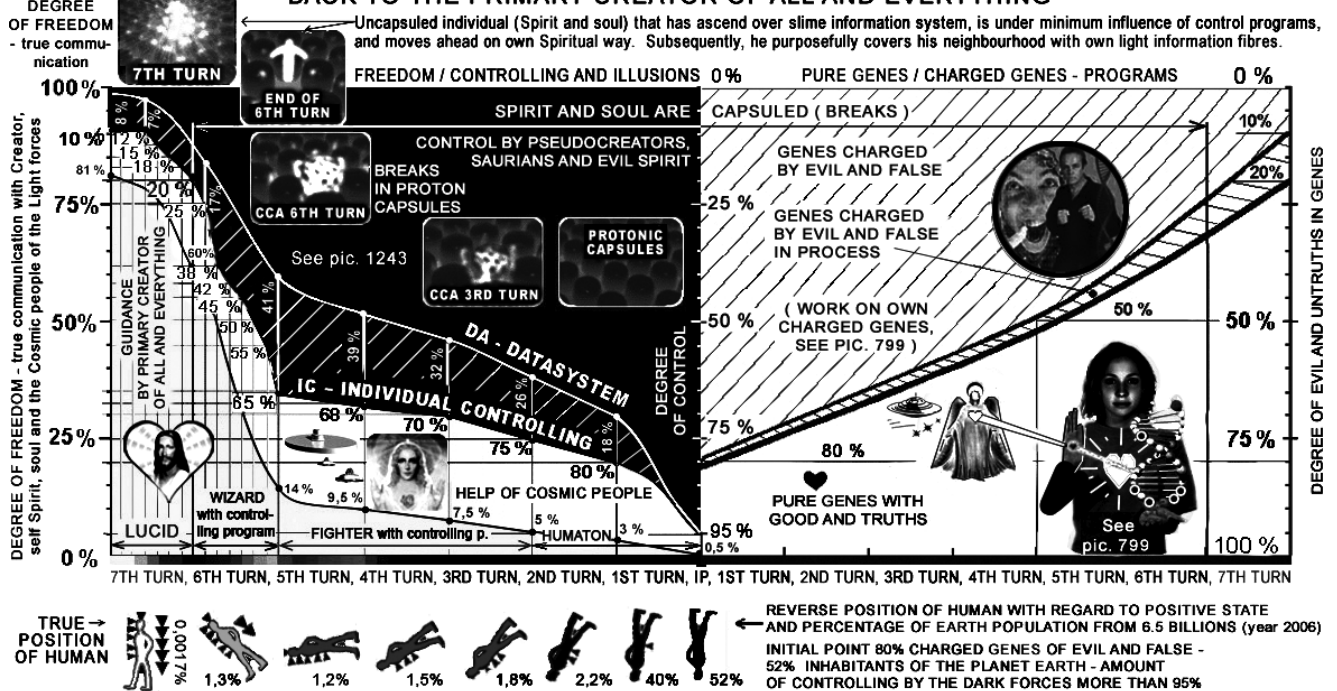 BACK TO THE PRIMARY CREATOR OF ALL AND EVERYTHING
DEGREE
OF FREEDOM
- true commu-
nication
Uncapsuled individual (Spirit and soul) that has ascend over slime information system, is under minimum influence of control programs,
and moves ahead on own Spiritual way. Subsequently, he purposefully covers his neighbourhood with own light information fibres.
7TH TURN
END OF
6TH TURN
FREEDOM / CONTROLLING AND ILLUSIONS 0%
PURE GENES / CHARGED GENES - PROGRAMS 0 %
100 %
10 %
81 %
75%
50%
25 %
0 %
DEGREE OF FREEDOM - true communication with Creator,
self Spirit, soul and the Cosmic people of the Light forces
8 %
7%
12 %
15 %
18 %
20 %
25 %
17%
60%
38 %
42 %
45 %
50 %
55 %
65 %
41 %
39 %
32 %
26 %
18 %
SPIRIT AND SOUL ARE
CAPSULED ( BREAKS )
CONTROL BY PSEUDOCREATORS,
SAURIANS AND EVIL SPIRIT
BREAKS
IN PROTON
CAPSULES
CCA 6TH TURN
See pic. 1243
CCA 3RD TURN
PROTONIC
CAPSULES
DA - DATASYSTEM
IC - INDIVIDUAL CONTROLLING
68 %
70 %
75 %
80 %
DEGREE
OF CONTROL
GUIDANCE
BY PRIMARY CREATOR
OF ALL AND EVERYTHING
14 %
9,5 %
7,5 %
5 %
3 %
HELP OF COSMIC PEOPLE
LUCID
WIZARD
with control-
ling program
FIGHTER with controlling p.
HUMATON
25 %
50 %
75 %
95 %
0,5 %
GENES CHARGED
BY EVIL AND FALSE
GENES CHARGED
BY EVIL AND FALSE
IN PROCESS
( WORK ON OWN
CHARGED GENES,
SEE PIC. 799 )
10%
20%
50 %
80 %
PURE GENES WITH
GOOD AND TRUTHS
See
pic. 799
50 %
75 %
100 %
DEGREE OF EVIL AND UNTRUTHS IN GENES
7TH TURN, 6TH TURN, 5TH TURN, 4TH TURN, 3RD TURN, 2ND TURN, 1ST TURN, IP, 1ST TURN, 2ND TURN, 3RD TURN, 4TH TURN, 5TH TURN, 6TH TURN, 7TH TURN
TRUE
POSITION
OF HUMAN
0,0017%
1,3%
1,2%
1,5%
1,8%
2,2%
40%
52%
REVERSE POSITION OF HUMAN WITH REGARD TO POSITIVE STATE
AND PERCENTAGE OF EARTH POPULATION FROM 6.5 BILLIONS (year 2006)
INITIAL POINT 80% CHARGED GENES OF EVIL AND FALSE -
52% INHABITANTS OF THE PLANET EARTH - AMOUNT
OF CONTROLLING BY THE DARK FORCES MORE THAN 95%